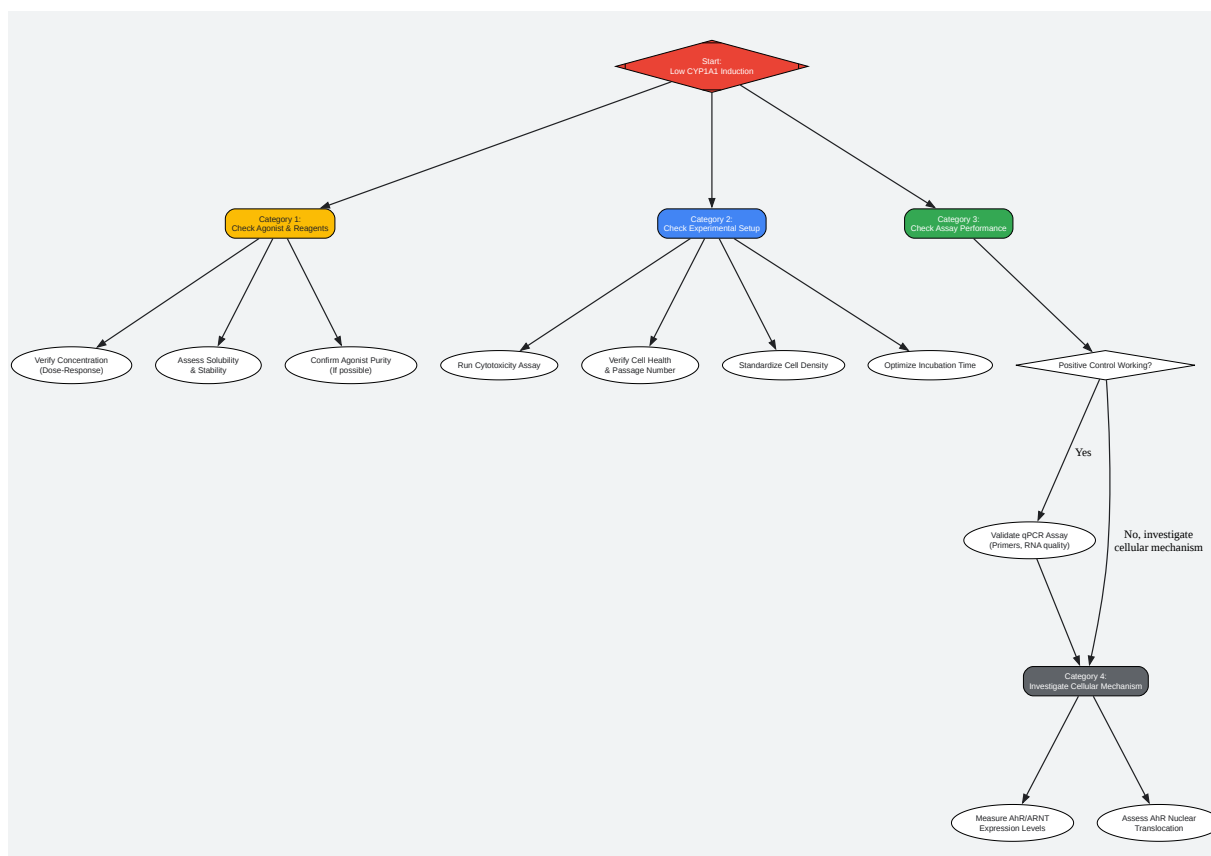 Start:
Low CYP1A1 Induction
Category 1:
Check Agonist & Reagents
Category 2:
Check Experimental Setup
Category 3:
Check Assay Performance
Verify Concentration
(Dose-Response)
Assess Solubility
& Stability
Confirm Agonist Purity
(If possible)
Run Cytotoxicity Assay
Verify Cell Health
& Passage Number
Standardize Cell Density
Optimize Incubation Time
Positive Control Working?
Yes
Validate qPCR Assay
(Primers, RNA quality)
No, investigate
cellular mechanism
Category 4:
Investigate Cellular Mechanism
Measure AhR/ARNT
Expression Levels
Assess AhR Nuclear
Translocation